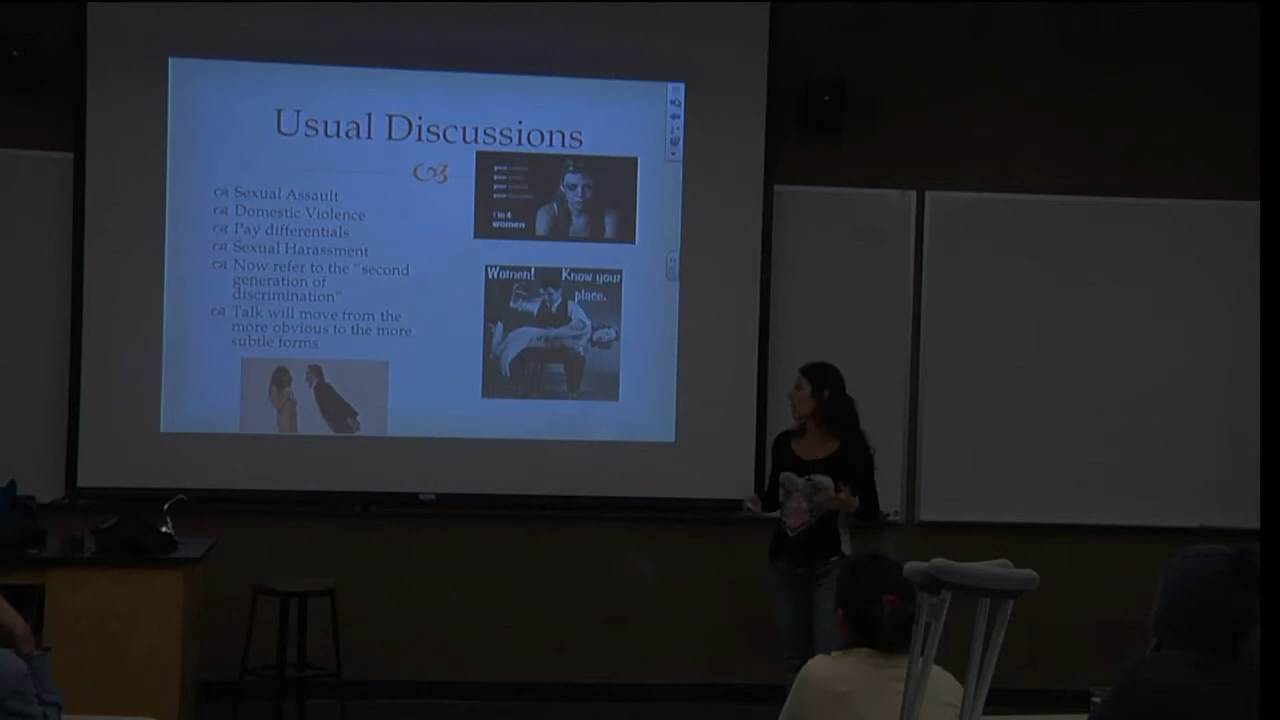 Usual Discussions
Sexual Assault
Domestic Violence
Pay differentials
Sexual Harassment
Now refer to the "second
generation of
discrimination"
Talk will move from the
more obvious to the more
subtle forms
1 in 4
women
Women! Know your
place.